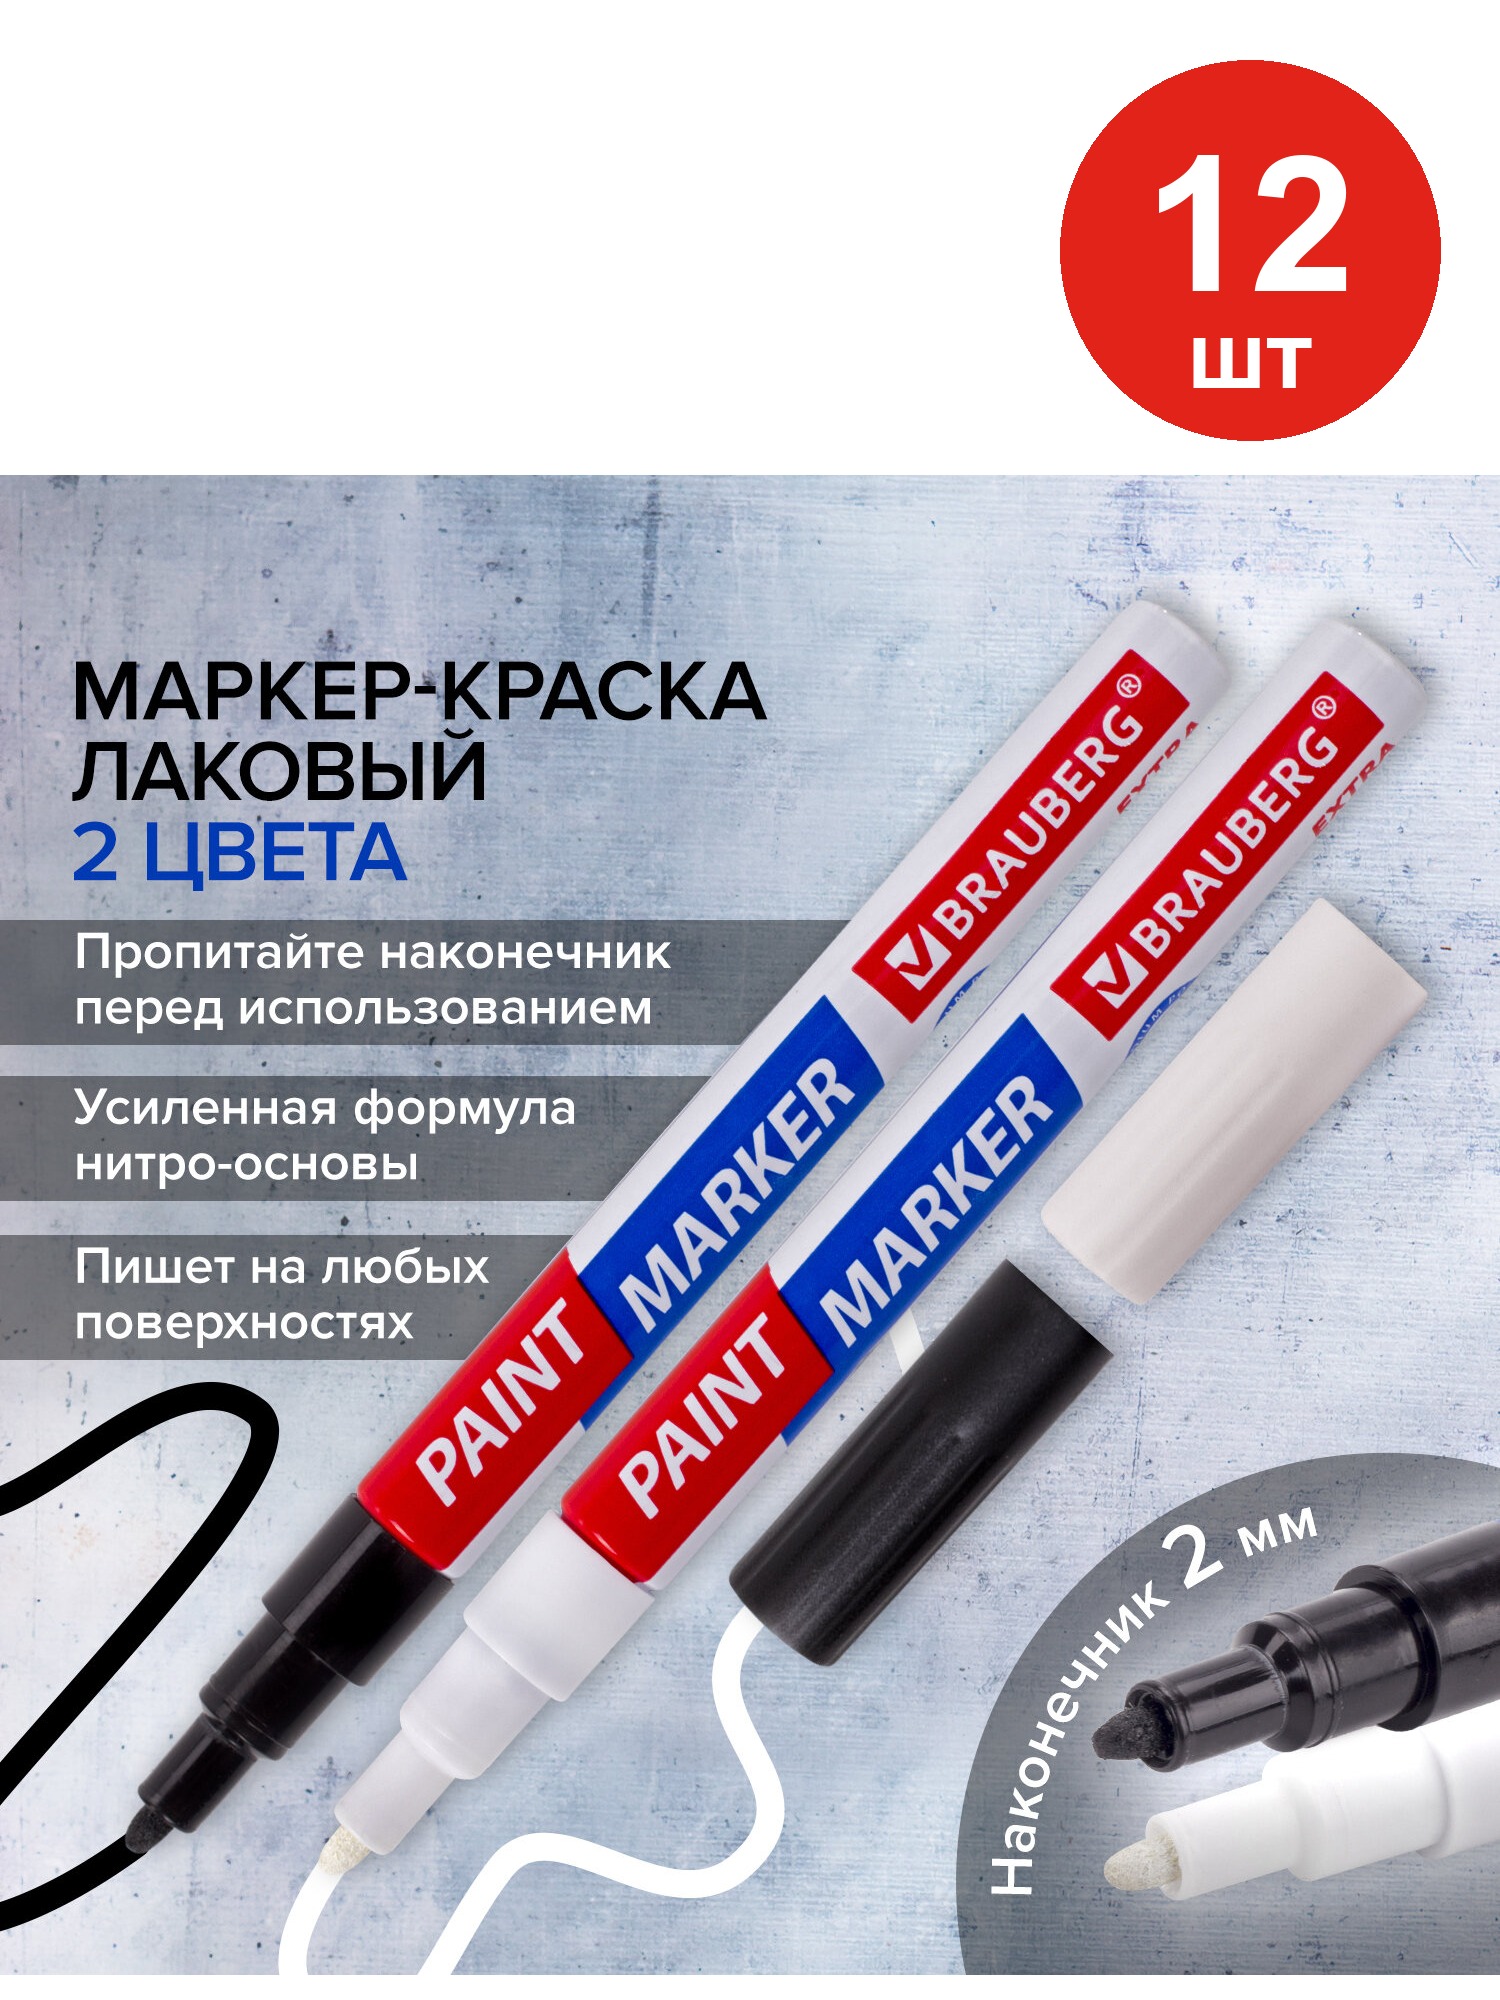 12
шт
МАРКЕР-КРАСКА
ЛАКОВЫЙ
2 ЦВЕТА
Пропитайте наконечник
перед использованием
Усиленная формула
нитро-основы
Пишет на любых
поверхностях
BRAUBERG®
EXTRA
MARKER
PAINT
BRAUBERG®
EXTRA
MARKER
PAINT
Наконечник 2 мм